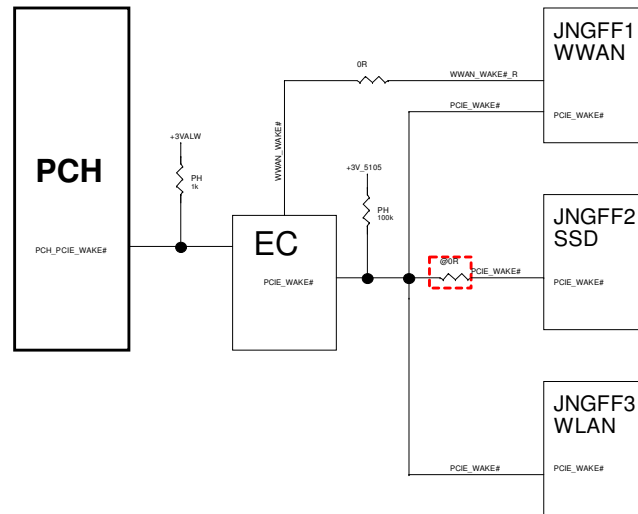 JNGFF1
WWAN
0R
WWAN_WAKE#_R
PCIE_WAKE#
PCIE_WAKE#
WWAN_WAKE#
+3VALW
PH
1k
PCH
PCH_PCIE_WAKE#
+3V_5105
PH
100k
EC
PCIE_WAKE#
@0R
PCIE_WAKE#
JNGFF2
SSD
PCIE_WAKE#
JNGFF3
WLAN
PCIE_WAKE#
PCIE_WAKE#